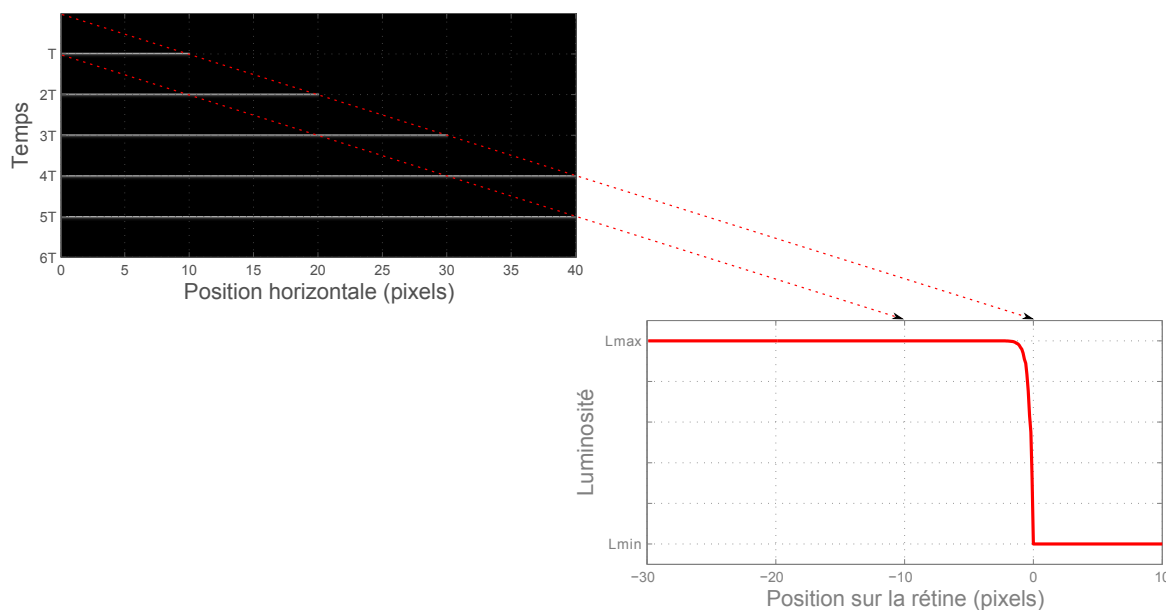 T
2T
3T
4T
5T
6T
Temps
0 5 10 15 20 25 30 35 40
Position horizontale (pixels)
Lmax
Lmin
Luminosité
−30 −20 −10 0 10
Position sur la rétine (pixels)